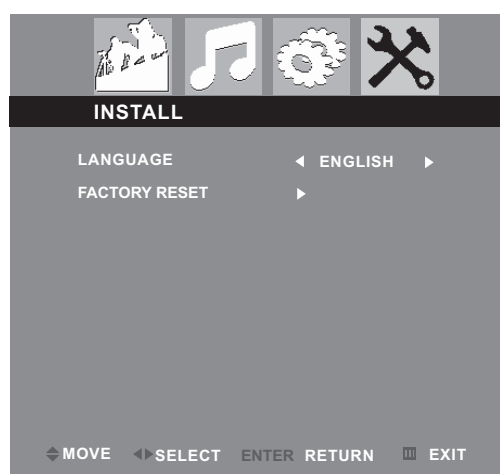 INSTALL
LANGUAGE ENGLISH
FACTORY RESET
MOVE SELECT ENTER RETURN EXIT